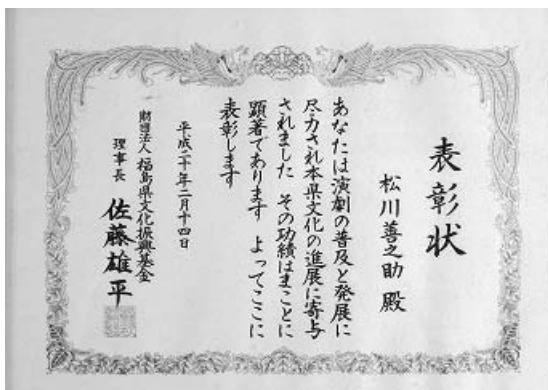 表彰状
松川善之助 殿
あなたは演劇の普及と発展に
尽力され本県文化の進展に寄与
されました その功績はまことに
顕著であります よってここに
表彰します
平成二十年二月十四日
財団法人 福島県文化振興基金
理事長 佐藤雄平